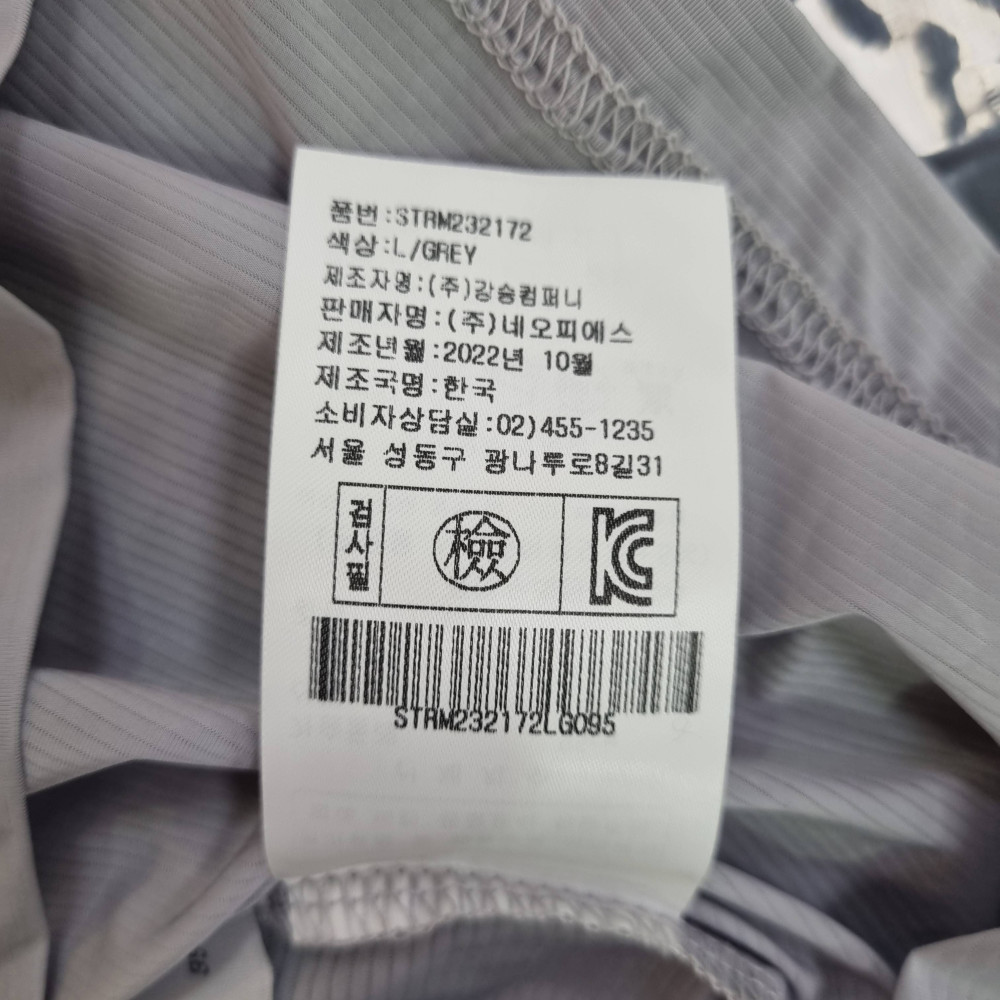 품번:STRM232172
색상:L/GREY
제조자명:(주)강승컴퍼니
판매자명:(주)네오피에스
제조년월:2022년 10월
제조국명:한국
소비자상담실:02)455-1235
서울 성동구 광나루로8길31
검사필
檢
KC
STRM232172LG095